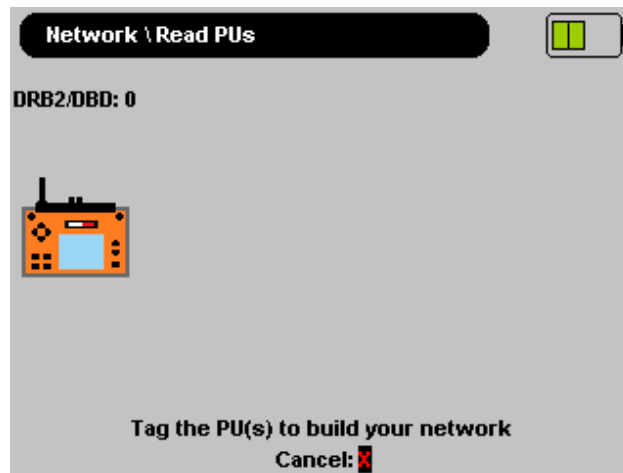 Network \ Read PUs
DRB2/DBD: 0
Tag the PU(s) to build your network
Cancel: X